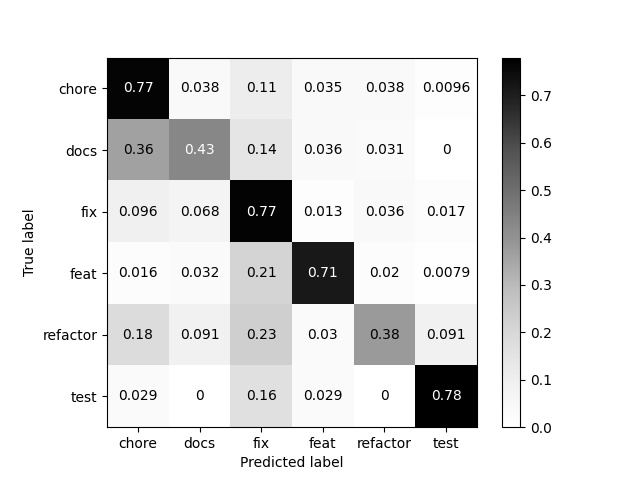 chore 0.77 0.038 0.11 0.035 0.038 0.0096
docs 0.36 0.43 0.14 0.036 0.031 0
fix 0.096 0.068 0.77 0.013 0.036 0.017
feat 0.016 0.032 0.21 0.71 0.02 0.0079
refactor 0.18 0.091 0.23 0.03 0.38 0.091
test 0.029 0 0.16 0.029 0 0.78
chore docs fix feat refactor test
Predicted label
True label
0.7
0.6
0.5
0.4
0.3
0.2
0.1
0.0